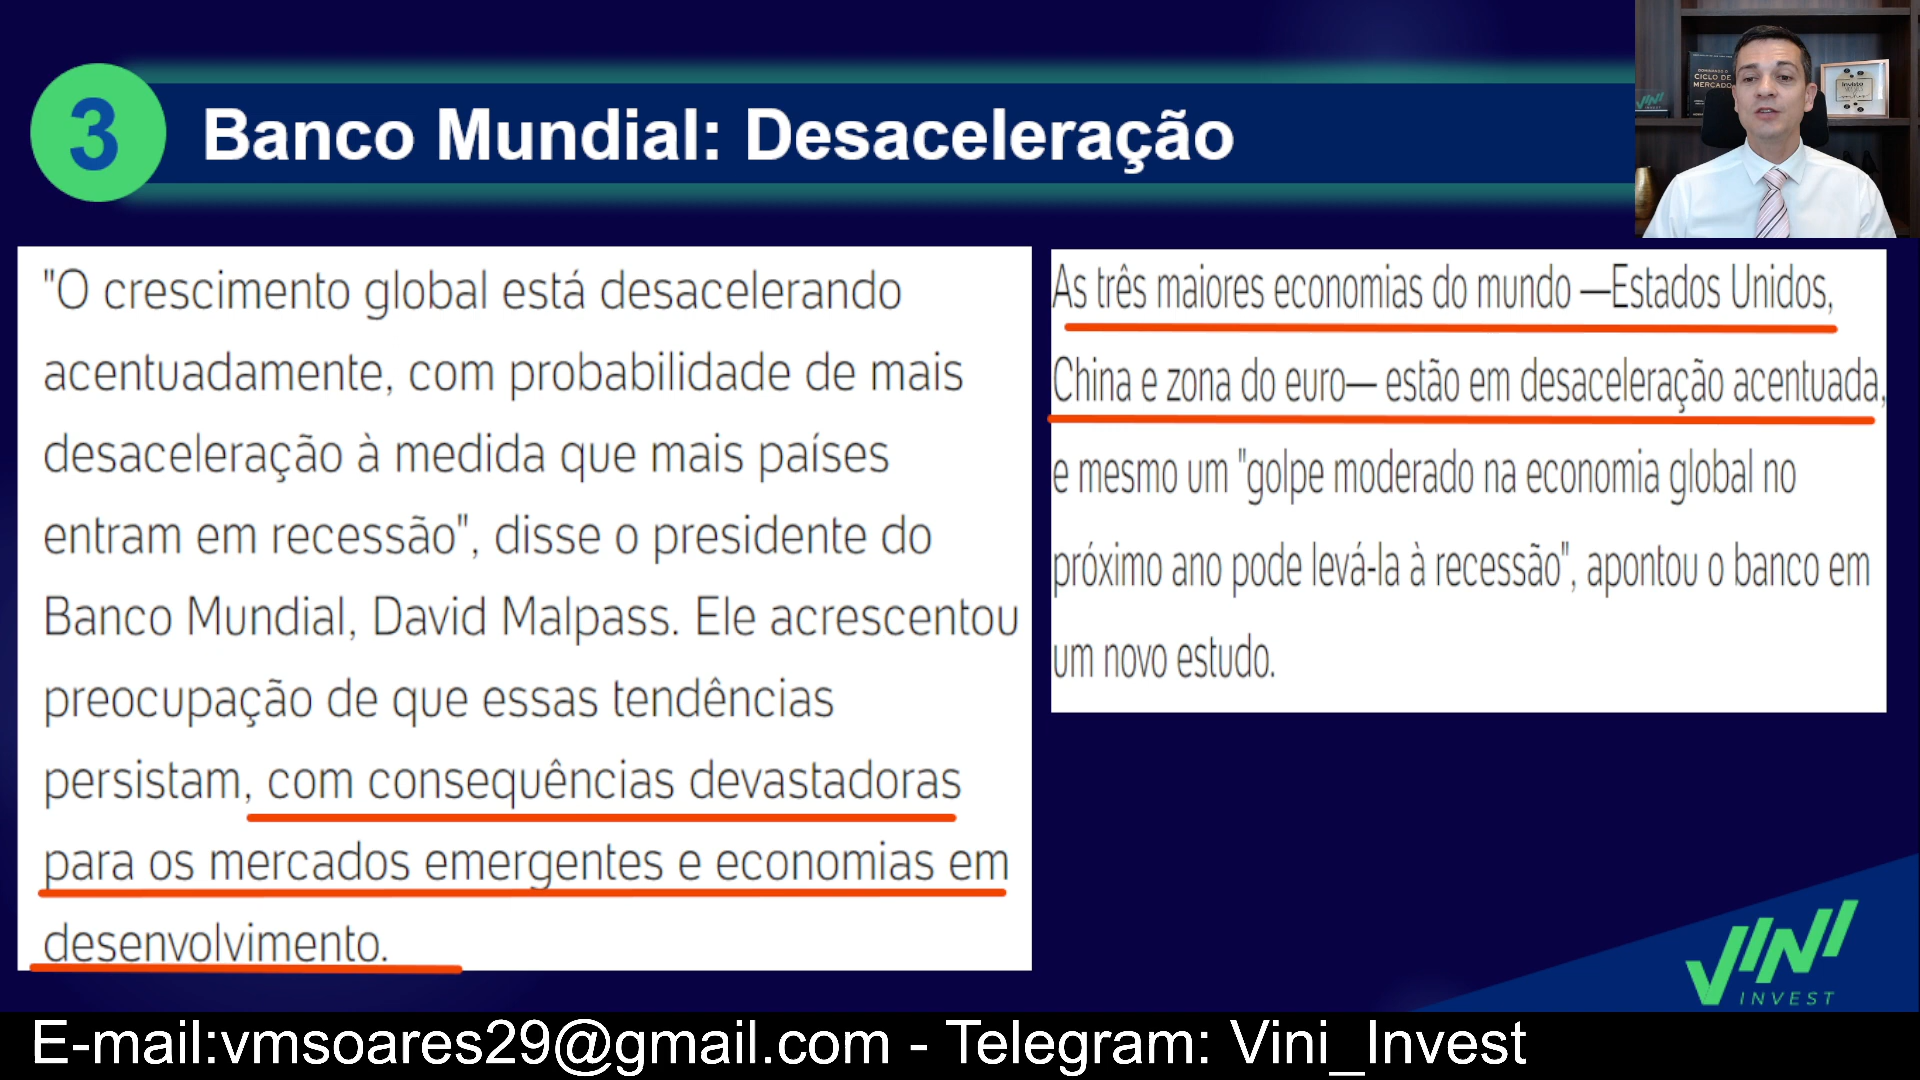 3
Banco Mundial: Desaceleração
CICLO DE
MERCADO
"O crescimento global está desacelerando
acentuadamente, com probabilidade de mais
desaceleração à medida que mais países
entram em recessão", disse o presidente do
Banco Mundial, David Malpass. Ele acrescentou
preocupação de que essas tendências
persistam, com consequências devastadoras
para os mercados emergentes e economias em
desenvolvimento.
As três maiores economias do mundo —Estados Unidos,
China e zona do euro— estão em desaceleração acentuada,
e mesmo um "golpe moderado na economia global no
próximo ano pode levá-la à recessão", apontou o banco em
um novo estudo.
VINI
INVEST
E-mail:vmsoares29@gmail.com - Telegram: Vini_Invest